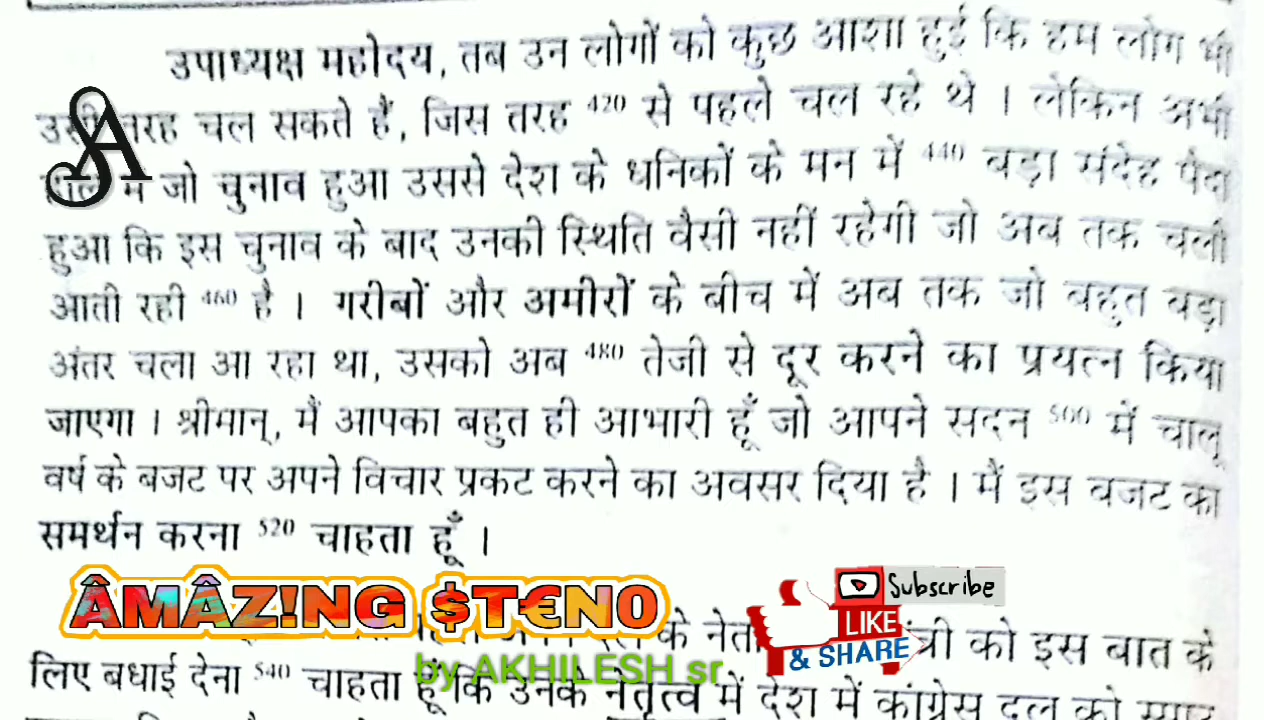 उपाध्यक्ष महोदय, तब उन लोगों को कुछ आशा हुई कि हम लोग भी
उसी तरह चल सकते हैं, जिस तरह 420 से पहले चल रहे थे । लेकिन अभी
हाल में जो चुनाव हुआ उससे देश के धनिकों के मन में 440 बड़ा संदेह पैदा
हुआ कि इस चुनाव के बाद उनकी स्थिति वैसी नहीं रहेगी जो अब तक चली
आती रही 460 है । गरीबों और अमीरों के बीच में अब तक जो बहुत बड़ा
अंतर चला आ रहा था, उसको अब 480 तेजी से दूर करने का प्रयत्न किया
जाएगा । श्रीमान्, मैं आपका बहुत ही आभारी हूँ जो आपने सदन 500 में चालू
वर्ष के बजट पर अपने विचार प्रकट करने का अवसर दिया है । मैं इस बजट का
समर्थन करना 520 चाहता हूँ ।
ÂMÂZ!NG $T€N0
Subscribe
LIKE
& SHARE
के नेता को इस बात के
by AKHILESH sr
लिए बधाई देना 540 चाहता हूँ कि उनके नेतृत्व में देश में कांग्रेस दल को